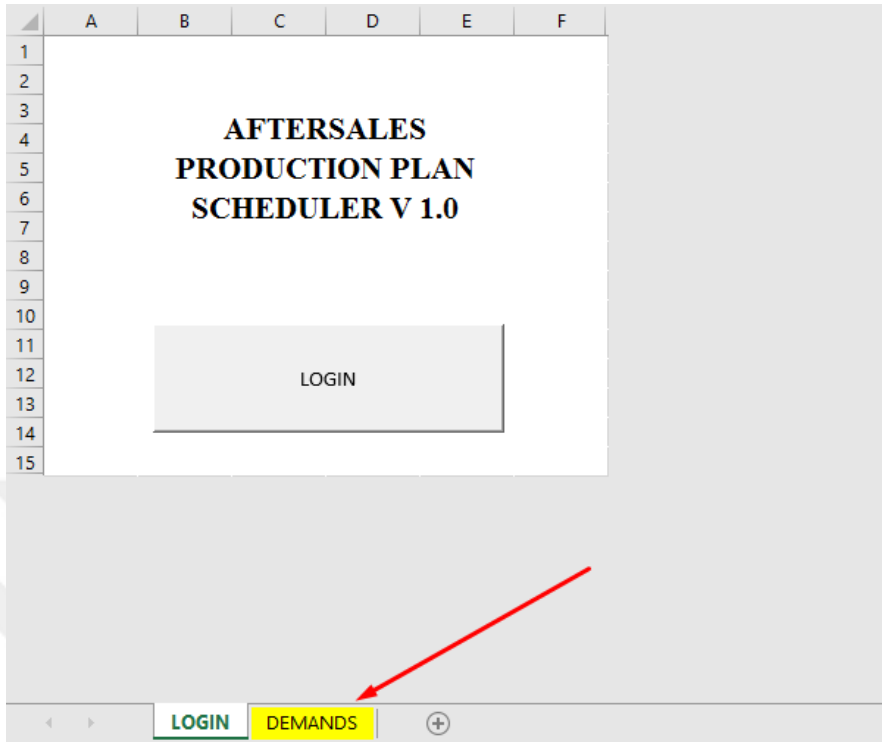 A B C D E F
1
2
3
AFTERSALES
4
PRODUCTION PLAN
5
6
SCHEDULER V 1.0
7
8
9
10
11
12
LOGIN
13
14
15
LOGIN DEMANDS